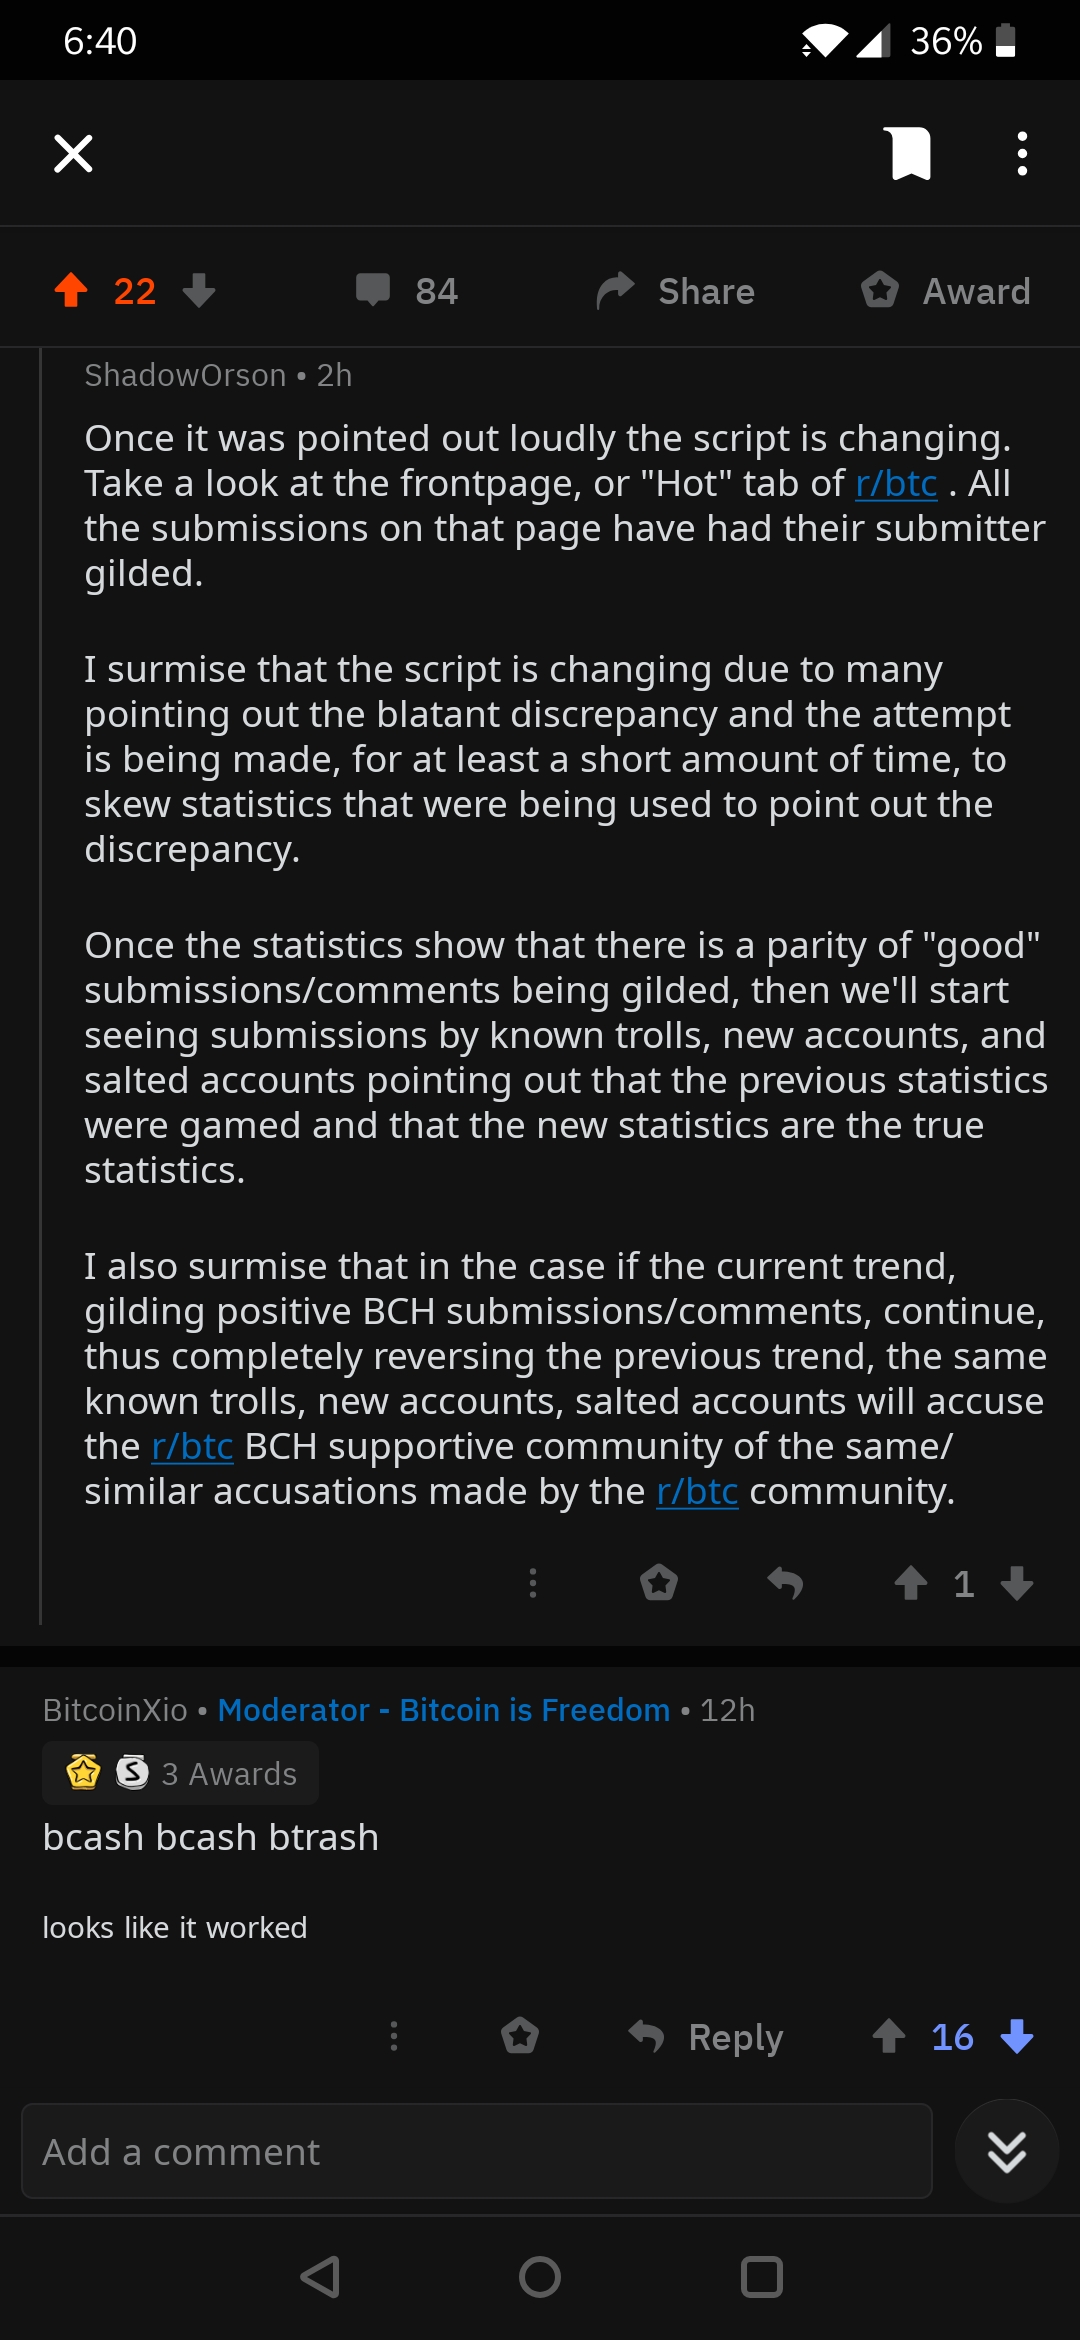 6:40
36%
22
84
Share
Award
ShadowOrson • 2h
Once it was pointed out loudly the script is changing.
Take a look at the frontpage, or "Hot" tab of r/btc . All
the submissions on that page have had their submitter
gilded.
I surmise that the script is changing due to many
pointing out the blatant discrepancy and the attempt
is being made, for at least a short amount of time, to
skew statistics that were being used to point out the
discrepancy.
Once the statistics show that there is a parity of "good"
submissions/comments being gilded, then we'll start
seeing submissions by known trolls, new accounts, and
salted accounts pointing out that the previous statistics
were gamed and that the new statistics are the true
statistics.
I also surmise that in the case if the current trend,
gilding positive BCH submissions/comments, continue,
thus completely reversing the previous trend, the same
known trolls, new accounts, salted accounts will accuse
the r/btc BCH supportive community of the same/
similar accusations made by the r/btc community.
1
BitcoinXio • Moderator - Bitcoin is Freedom • 12h
S 3 Awards
bcash bcash btrash
looks like it worked
Reply
16
Add a comment